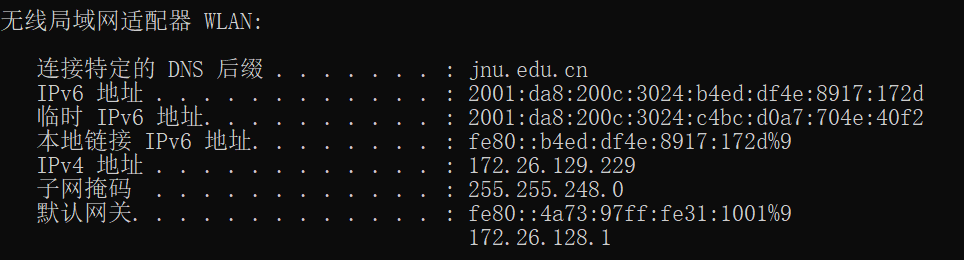 无线局域网适配器 WLAN:
连接特定的 DNS 后缀 . . . . . . . : jnu.edu.cn
IPv6 地址 . . . . . . . . . . . . : 2001:da8:200c:3024:b4ed:df4e:8917:172d
临时 IPv6 地址. . . . . . . . . . : 2001:da8:200c:3024:c4bc:d0a7:704e:40f2
本地链接 IPv6 地址. . . . . . . . : fe80::b4ed:df4e:8917:172d%9
IPv4 地址 . . . . . . . . . . . . : 172.26.129.229
子网掩码  . . . . . . . . . . . . : 255.255.248.0
默认网关. . . . . . . . . . . . . : fe80::4a73:97ff:fe31:1001%9
172.26.128.1